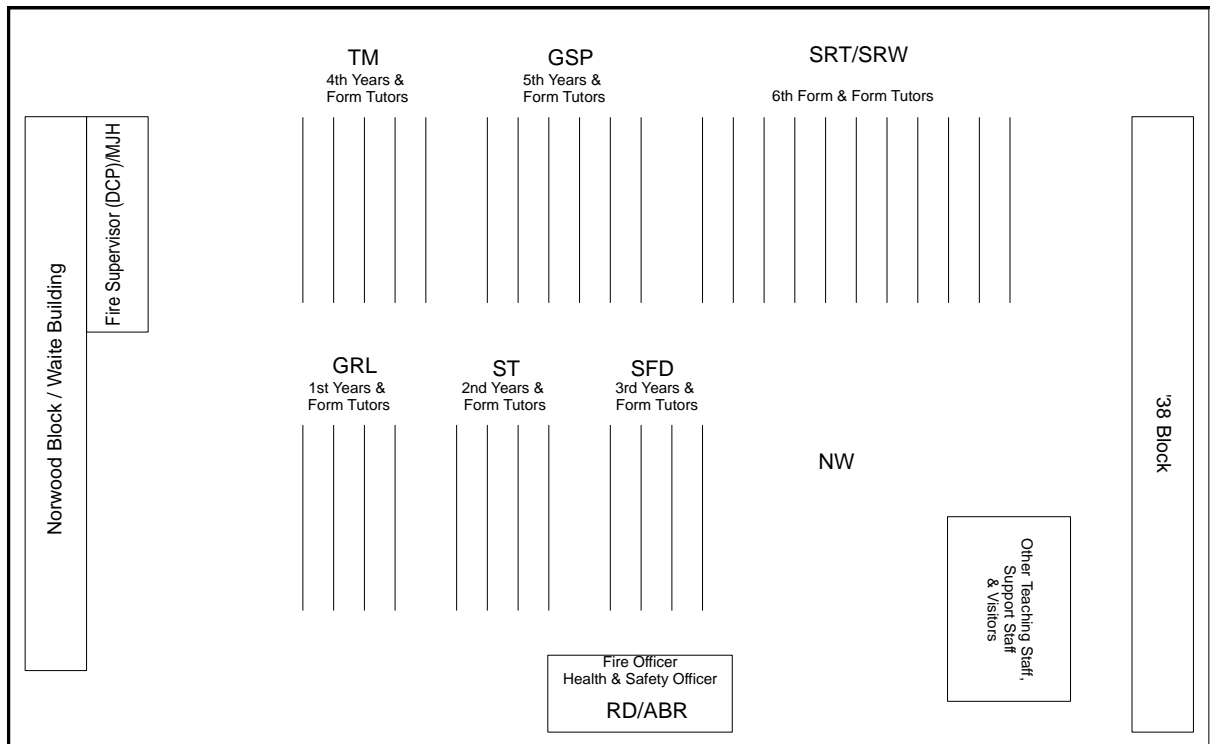 TM
4th Years &
Form Tutors
GSP
5th Years &
Form Tutors
SRT/SRW
6th Form & Form Tutors
Norwood Block / Waite Building
Fire Supervisor (DCP)/MJH
GRL
1st Years &
Form Tutors
ST
2nd Years &
Form Tutors
SFD
3rd Years &
Form Tutors
NW
'38 Block
Other Teaching Staff,
Support Staff
& Visitors
Fire Officer
Health & Safety Officer
RD/ABR